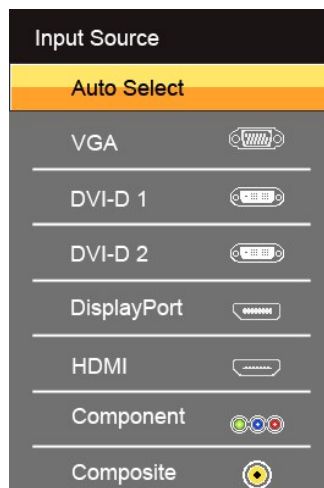 Input Source
Auto Select
VGA
DVI-D 1
DVI-D 2
DisplayPort
HDMI
Component
Composite